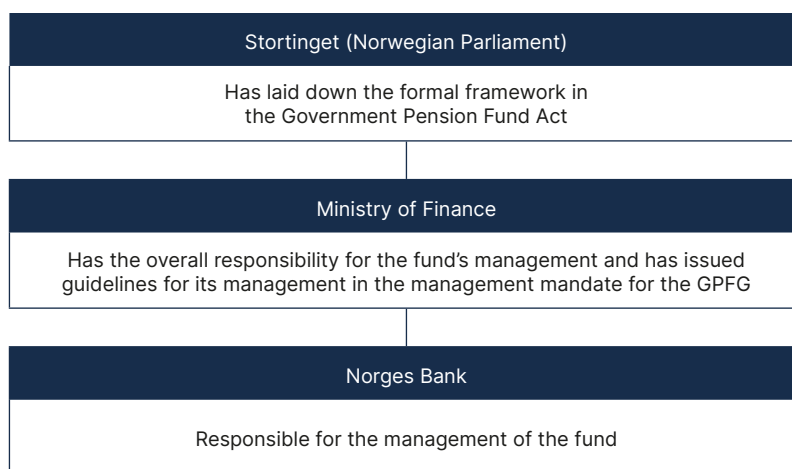 Stortinget (Norwegian Parliament)
Has laid down the formal framework in
the Government Pension Fund Act
Ministry of Finance
Has the overall responsibility for the fund’s management and has issued
guidelines for its management in the management mandate for the GPFG
Norges Bank
Responsible for the management of the fund